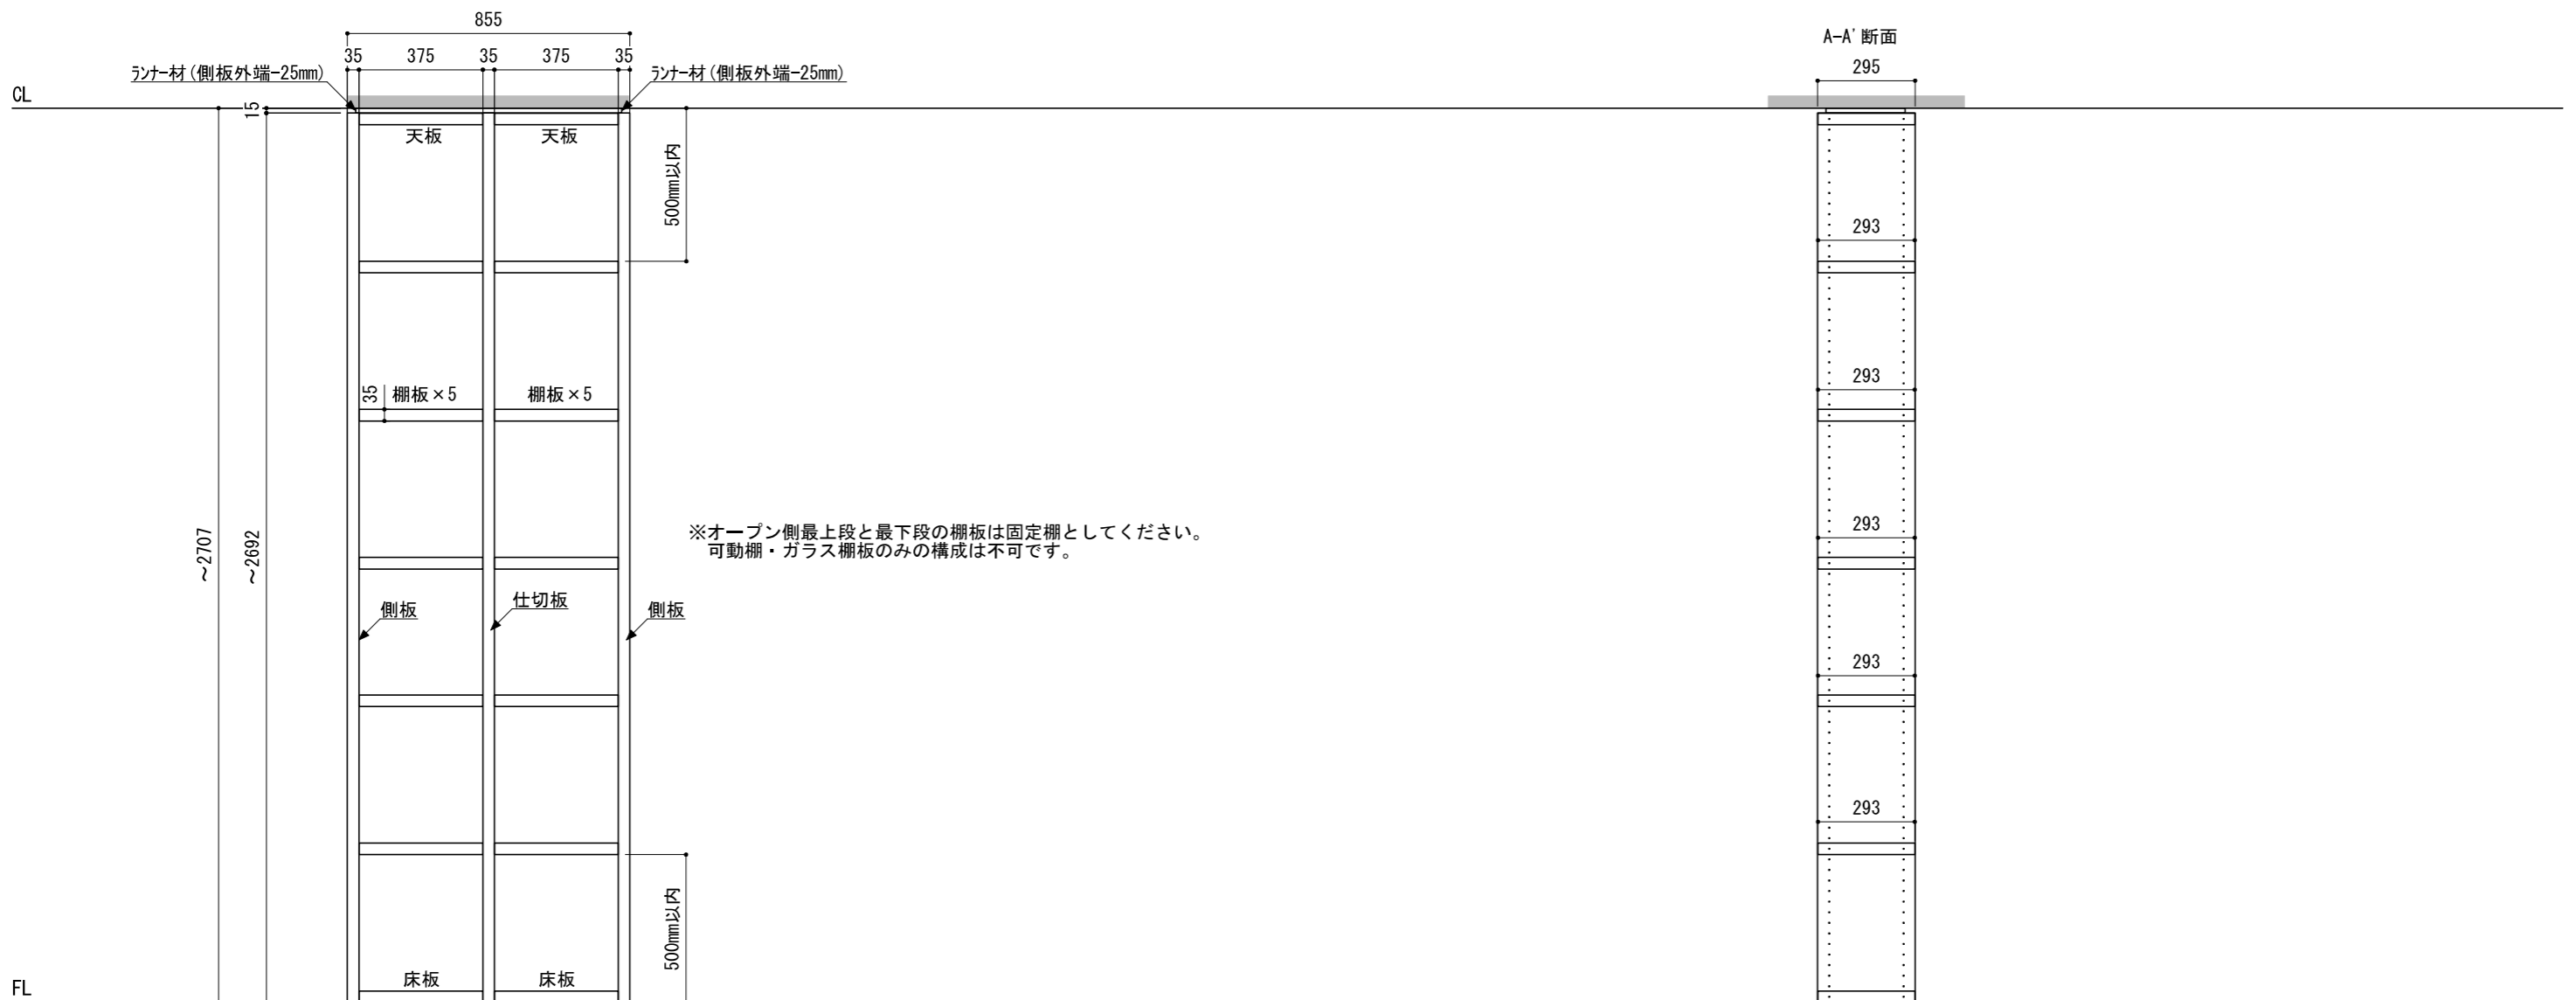 855
A-A' 断面
35 375 35 375 35
295
ランナー材(側板外端-25mm)
ランナー材(側板外端-25mm)
CL
15
天板 天板
500mm以内
293
293
35
棚板×5 棚板×5
293
※オープン側最上段と最下段の棚板は固定棚としてください。
可動棚・ガラス棚板のみの構成は不可です。
～2707
～2692
側板
仕切板
側板
293
293
500mm以内
床板 床板
FL